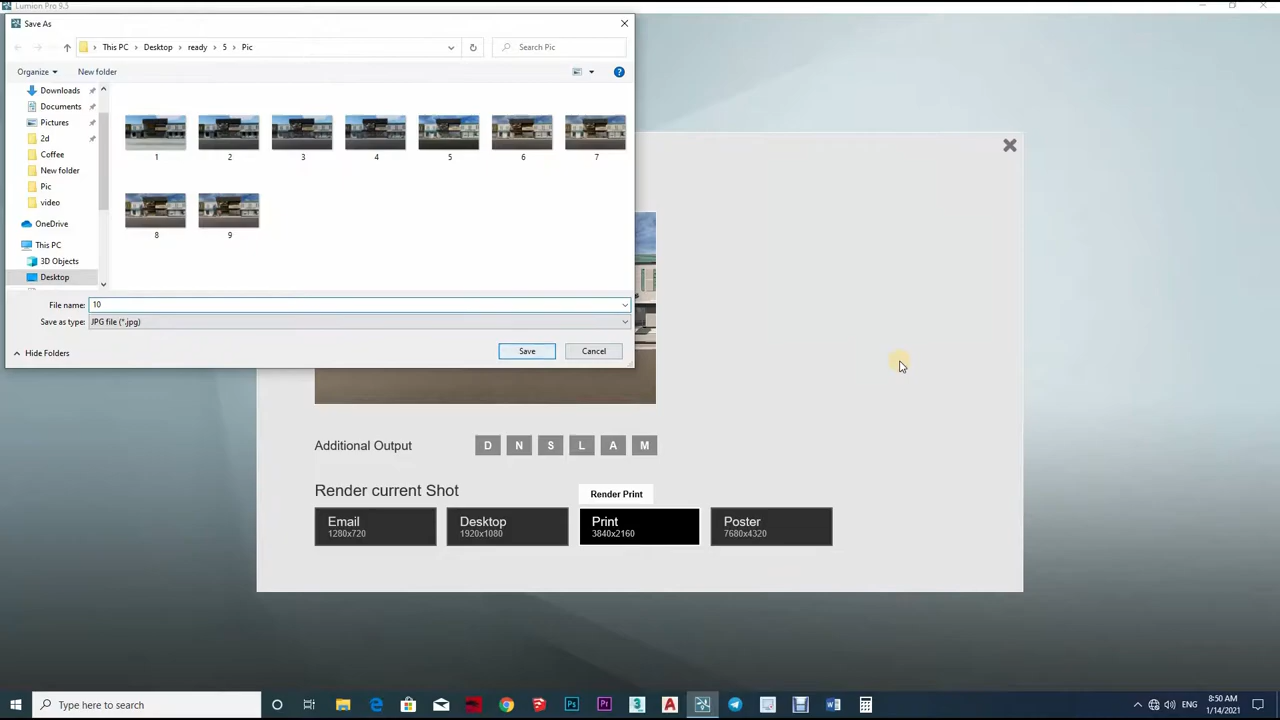 Lumion Pro 9.5
Save As
This PC > Desktop > ready > 5 > Pic
Search Pic
Organize
New folder
Downloads
Documents
Pictures
2d
Coffee
New folder
Pic
video
OneDrive
This PC
3D Objects
Desktop
1 2 3 4 5 6 7
8 9
File name: 10
Save as type: JPG file (*.jpg)
Hide Folders
Save
Cancel
Additional Output
D N S L A M
Render current Shot
Render Print
Email
1280x720
Desktop
1920x1080
Print
3840x2160
Poster
7680x4320
Type here to search
ENG
8:50 AM
1/14/2021